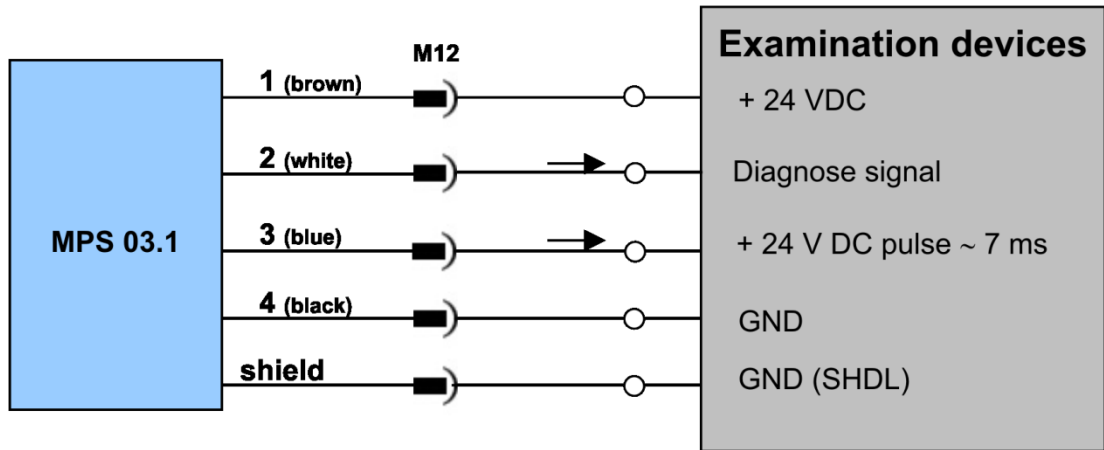 Examination devices
M12
1 (brown)
+ 24 VDC
2 (white)
Diagnose signal
MPS 03.1
3 (blue)
+ 24 V DC pulse ~ 7 ms
4 (black)
GND
shield
GND (SHDL)